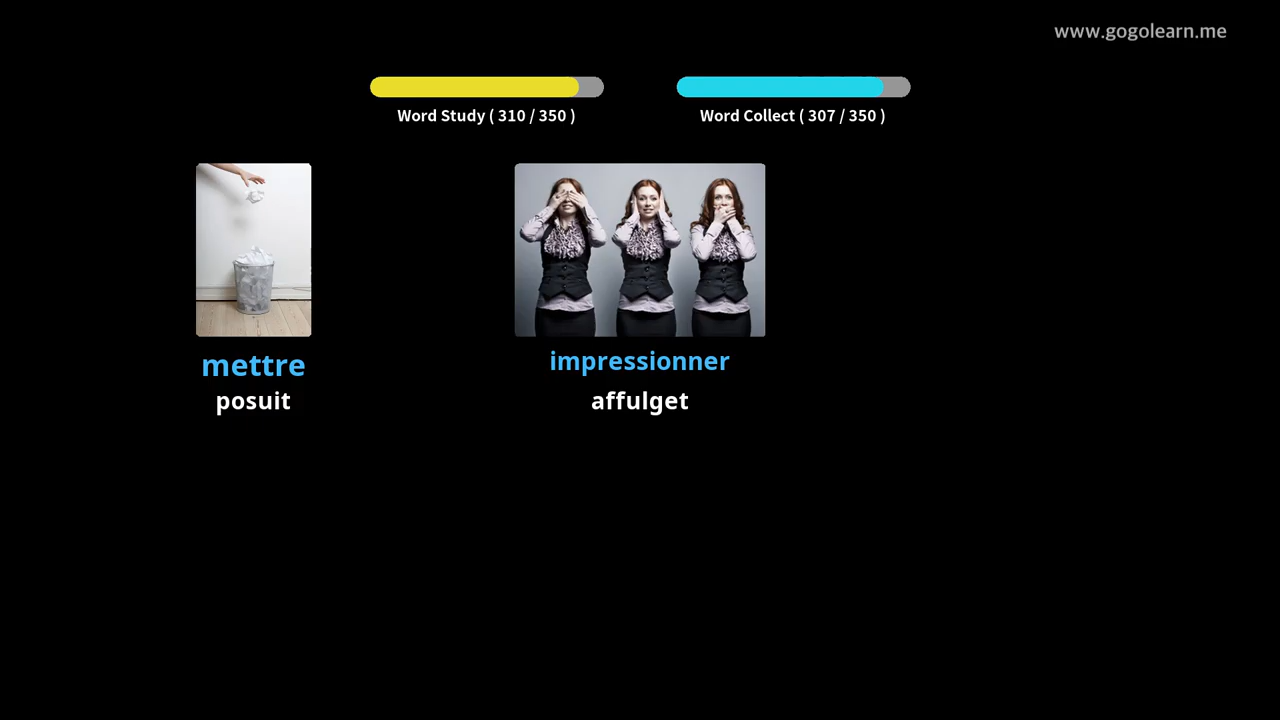 www.gogolearn.me
Word Study ( 310 / 350 )
Word Collect ( 307 / 350 )
mettre
posuit
impressionner
affulget